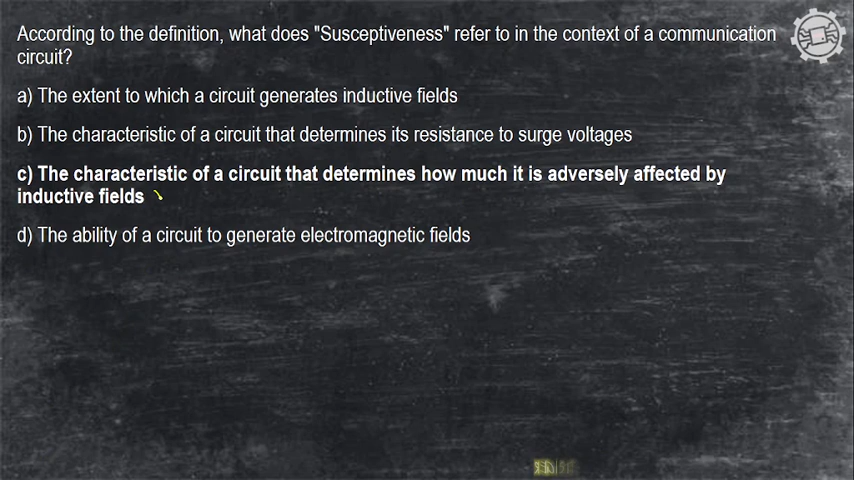 According to the definition, what does "Susceptiveness" refer to in the context of a communication
circuit?
a) The extent to which a circuit generates inductive fields
b) The characteristic of a circuit that determines its resistance to surge voltages
c) The characteristic of a circuit that determines how much it is adversely affected by
inductive fields
d) The ability of a circuit to generate electromagnetic fields